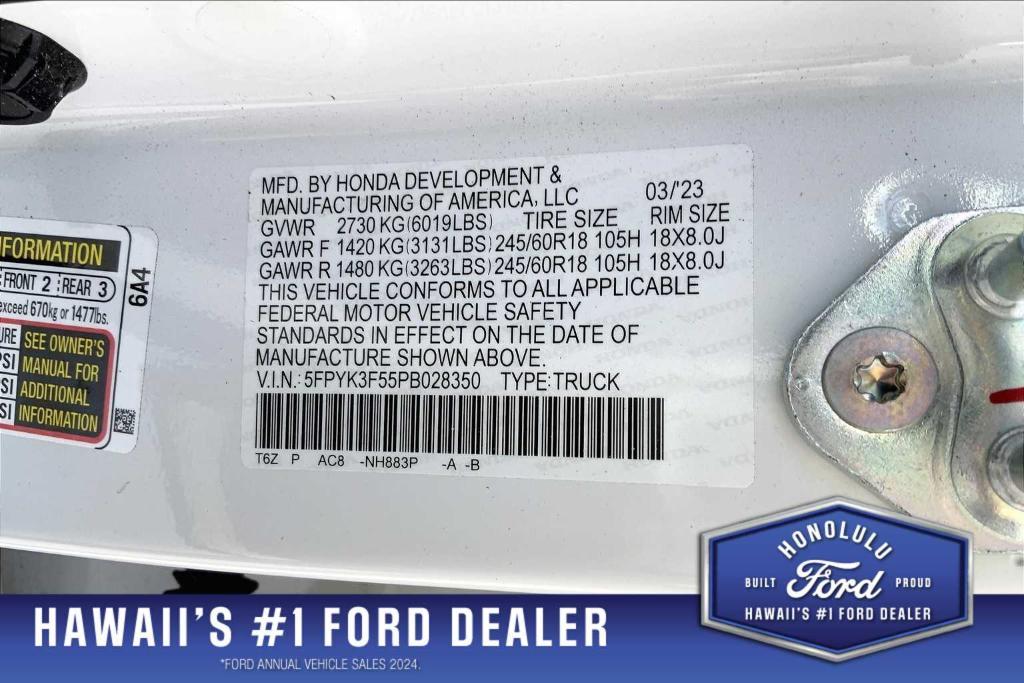 MFD. BY HONDA DEVELOPMENT &
MANUFACTURING OF AMERICA, LLC 03/'23
GVWR 2730 KG(6019LBS) TIRE SIZE RIM SIZE
GAWR F 1420 KG(3131LBS) 245/60R18 105H 18X8.0J
GAWR R 1480 KG(3263LBS) 245/60R18 105H 18X8.0J
THIS VEHICLE CONFORMS TO ALL APPLICABLE
FEDERAL MOTOR VEHICLE SAFETY
STANDARDS IN EFFECT ON THE DATE OF
MANUFACTURE SHOWN ABOVE.
V.I.N.: 5FPYK3F55PB028350 TYPE:TRUCK
T6Z P AC8 -NH883P -A -B
FRONT 2 REAR 3
exceed 670kg or 1477lbs.
6A4
SEE OWNER'S
MANUAL FOR
ADDITIONAL
INFORMATION
HONOLULU
Ford
BUILT PROUD
HAWAII'S #1 FORD DEALER
HAWAII'S #1 FORD DEALER
*FORD ANNUAL VEHICLE SALES 2024.